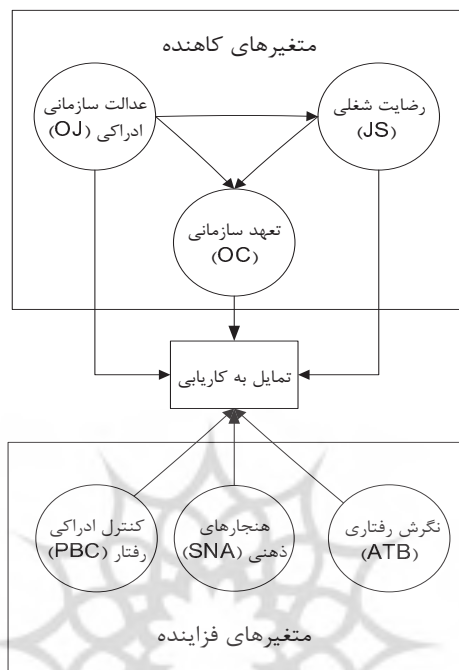 متغیرهای کاهنده
رضایت شغلی
(JS)
عدالت سازمانی
ادراکی (OJ)
تعهد سازمانی
(OC)
تمایل به کاریابی
نگرش رفتاری
(ATB)
هنجارهای
ذهنی (SNA)
کنترل ادراکی
رفتار (PBC)
متغیرهای فزاینده